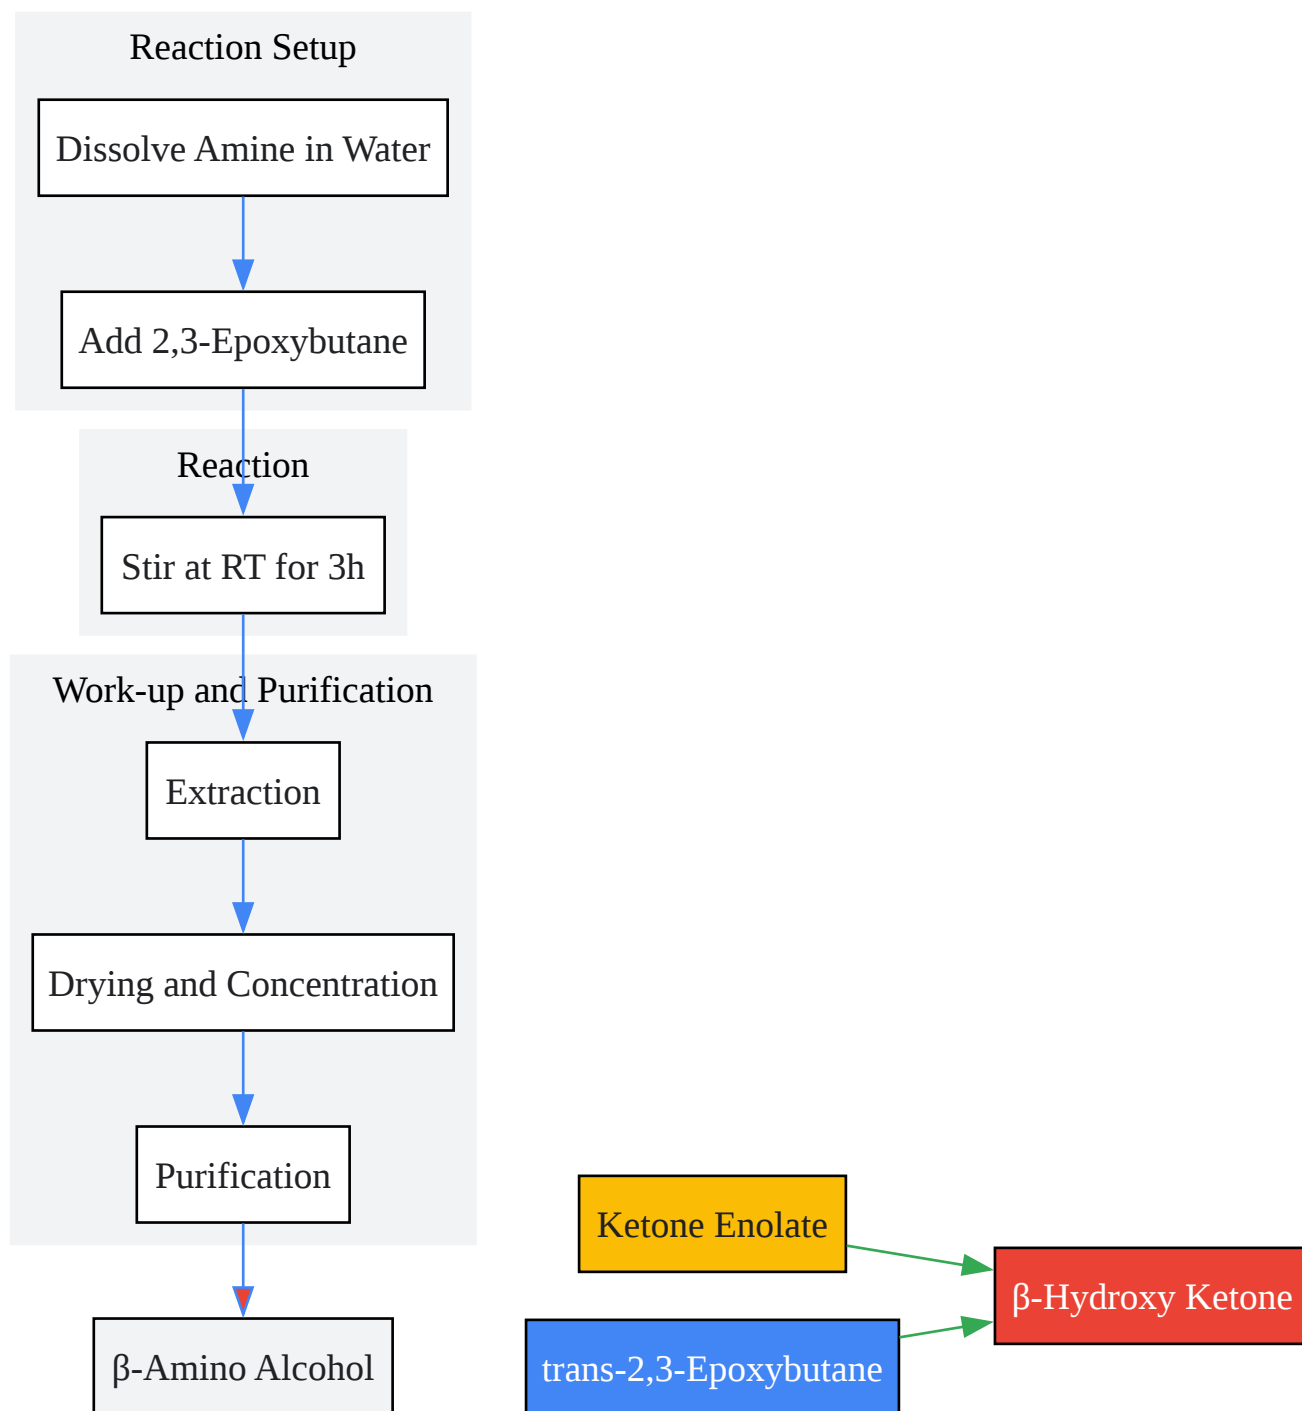 Reaction Setup
Dissolve Amine in Water
Add 2,3-Epoxybutane
Reaction
Stir at RT for 3h
Work-up and Purification
Extraction
Drying and Concentration
Purification
β-Amino Alcohol
Ketone Enolate
trans-2,3-Epoxybutane
β-Hydroxy Ketone